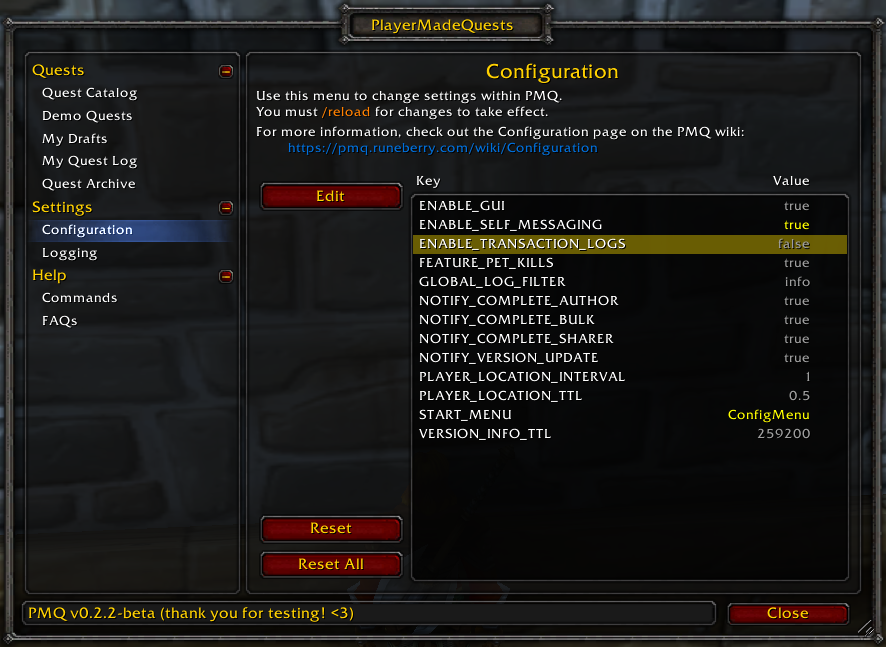 PlayerMadeQuests
Quests
Quest Catalog
Demo Quests
My Drafts
My Quest Log
Quest Archive
Settings
Configuration
Logging
Help
Commands
FAQs
Configuration
Use this menu to change settings within PMQ.
You must /reload for changes to take effect.
For more information, check out the Configuration page on the PMQ wiki:
https://pmq.runeberry.com/wiki/Configuration
Edit
Key Value
ENABLE_GUI true
ENABLE_SELF_MESSAGING true
ENABLE_TRANSACTION_LOGS false
FEATURE_PET_KILLS true
GLOBAL_LOG_FILTER info
NOTIFY_COMPLETE_AUTHOR true
NOTIFY_COMPLETE_BULK true
NOTIFY_COMPLETE_SHARER true
NOTIFY_VERSION_UPDATE true
PLAYER_LOCATION_INTERVAL 1
PLAYER_LOCATION_TTL 0.5
START_MENU ConfigMenu
VERSION_INFO_TTL 259200
Reset
Reset All
PMQ v0.2.2-beta (thank you for testing! <3)
Close